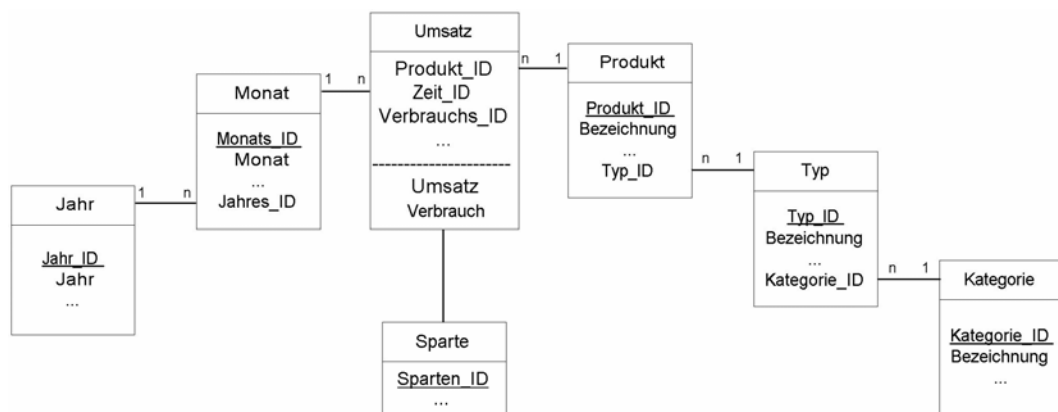 Umsatz
Produkt_ID
Zeit_ID
Verbrauchs_ID
...
--------------------
Umsatz
Verbrauch
1 n
n 1
Monat
Monats_ID
Monat
...
Jahres_ID
Produkt
Produkt_ID
Bezeichnung
...
Typ_ID
1 n
n 1
Jahr
Jahr_ID
Jahr
...
Typ
Typ_ID
Bezeichnung
...
Kategorie_ID
n 1
Kategorie
Kategorie_ID
Bezeichnung
...
Sparte
Sparten_ID
...